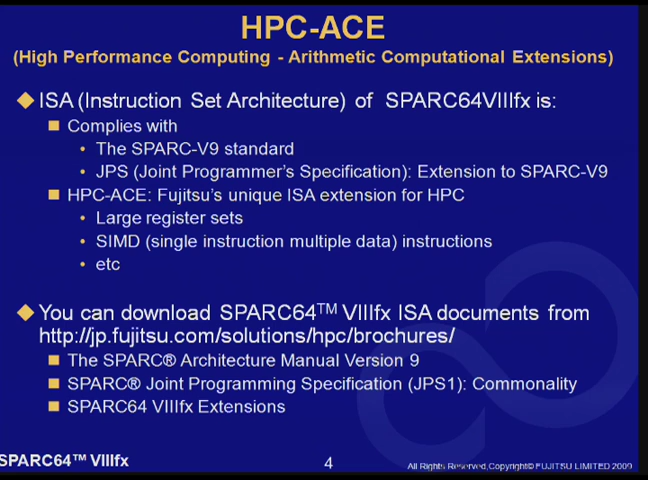 HPC-ACE
(High Performance Computing - Arithmetic Computational Extensions)
ISA (Instruction Set Architecture) of SPARC64VIIIfx is:
Complies with
• The SPARC-V9 standard
• JPS (Joint Programmer's Specification): Extension to SPARC-V9
HPC-ACE: Fujitsu's unique ISA extension for HPC
• Large register sets
• SIMD (single instruction multiple data) instructions
• etc
You can download SPARC64™ VIIIfx ISA documents from
http://jp.fujitsu.com/solutions/hpc/brochures/
The SPARC® Architecture Manual Version 9
SPARC® Joint Programming Specification (JPS1): Commonality
SPARC64 VIIIfx Extensions
SPARC64™ VIIIfx
4
All Rights Reserved,Copyright© FUJITSU LIMITED 2009